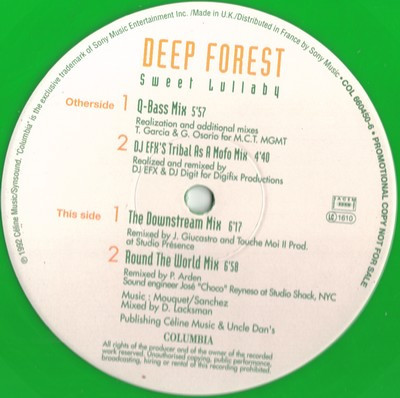 "Columbia" is the exclusive trademark of Sony Music Entertainment Inc. /Made in U.K./Distributed in France by Sony Music • COL 660450-6 • PROMOTIONAL COPY NOT FOR SALE
℗ 1992 Céline Music/Synsound.
DEEP FOREST
Sweet Lullaby
Otherside 1 Q-Bass Mix 5'57
Realization and additional mixes
T. Garcia & G. Osorio for M.C.T. MGMT
2 DJ EFX'S Tribal As A Mofo Mix 4'40
Realized and remixed by
DJ EFX & DJ Digit for Digifix Productions
This side 1 The Downstream Mix 6'17
Remixed by J. Giucastro and Touche Moi Il Prod.
at Studio Présence
2 Round The World Mix 6'58
Remixed by P. Arden
Sound engineer José "Choco" Reyneso at Studio Shock, NYC
Music : Mouquet/Sanchez
Mixed by D. Lacksman
Publishing Céline Music & Uncle Dan's
COLUMBIA
All rights of the producer and of the owner of the recorded
work reserved. Unauthorised copying, public performance,
broadcasting, hiring or rental of this recording prohibited.
LC 1610